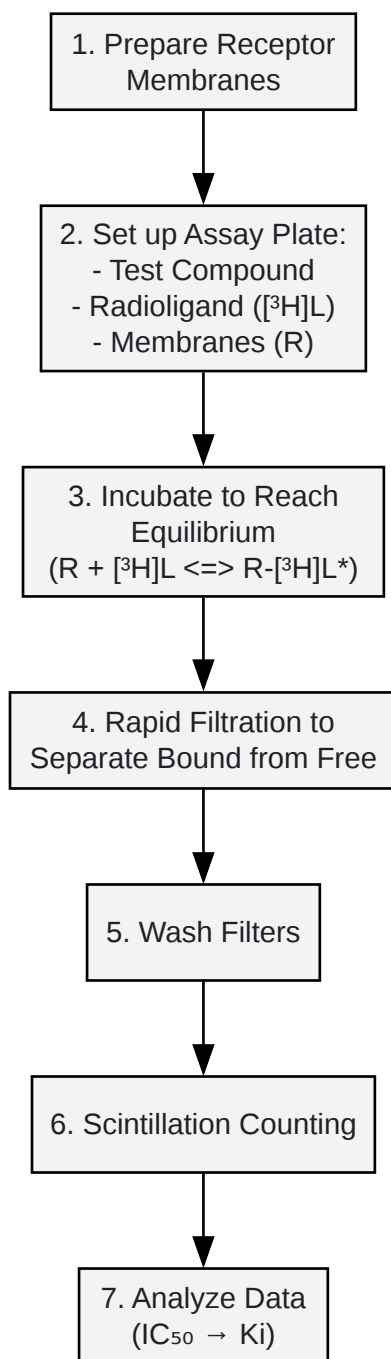 1. Prepare Receptor
Membranes
2. Set up Assay Plate:
- Test Compound
- Radioligand ([³H]L)
- Membranes (R)
3. Incubate to Reach
Equilibrium
(R + [³H]L <=> R-[³H]L*)
4. Rapid Filtration to
Separate Bound from Free
5. Wash Filters
6. Scintillation Counting
7. Analyze Data
(IC₅₀ → Ki)